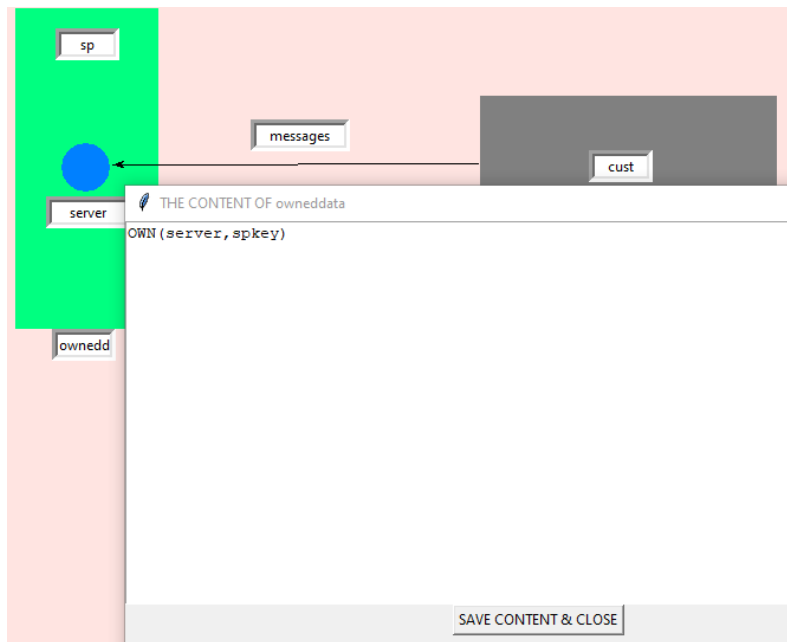 sp
messages
cust
server
THE CONTENT OF owneddata
OWN(server,spkey)
ownedd
SAVE CONTENT & CLOSE